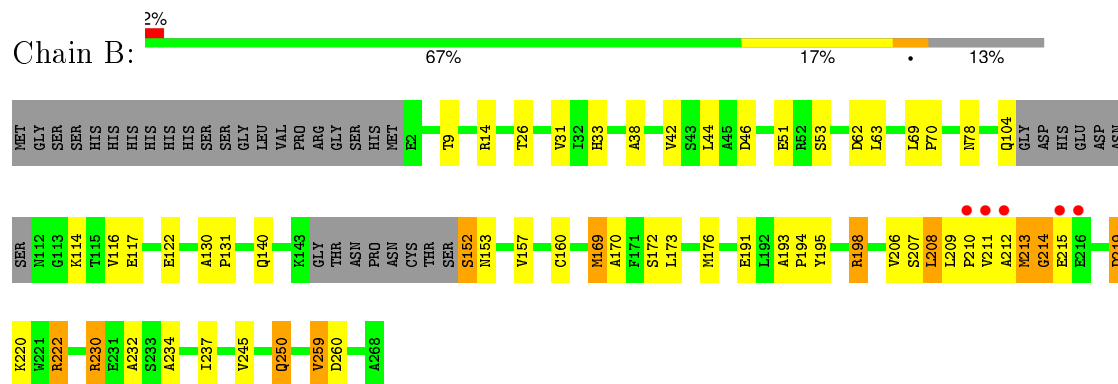 2%
Chain B:
67% 17% • 13%
MET GLY SER SER HIS HIS HIS HIS HIS HIS SER SER GLY LEU VAL PRO ARG GLY SER HIS MET E2 T9 R14 T26 V31 I32 H33 A38 V42 S43 L44 A45 D46 E51 R52 S53 D62 L63 L69 P70 N78 Q104 GLY ASP HIS GLU ASP ASN
SER N112 G113 K114 T115 V116 E117 E122 A130 P131 Q140 K143 GLY THR ASN PRO ASN CYS THR SER S152 N153 V157 C160 M169 A170 F171 S172 L173 M176 E191 L192 A193 P194 Y195 R198 V206 S207 L208 L209 P210 V211 A212 M213 G214 E215 E216 D219
K220 W221 R222 R230 E231 A232 S233 A234 I237 V245 Q250 V259 D260 A268